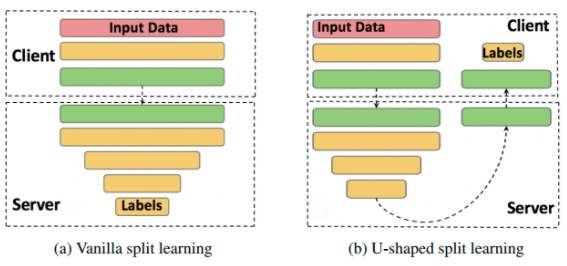 Input Data
Client
Server
Labels
(a) Vanilla split learning
Input Data
Client
Labels
Server
(b) U-shaped split learning